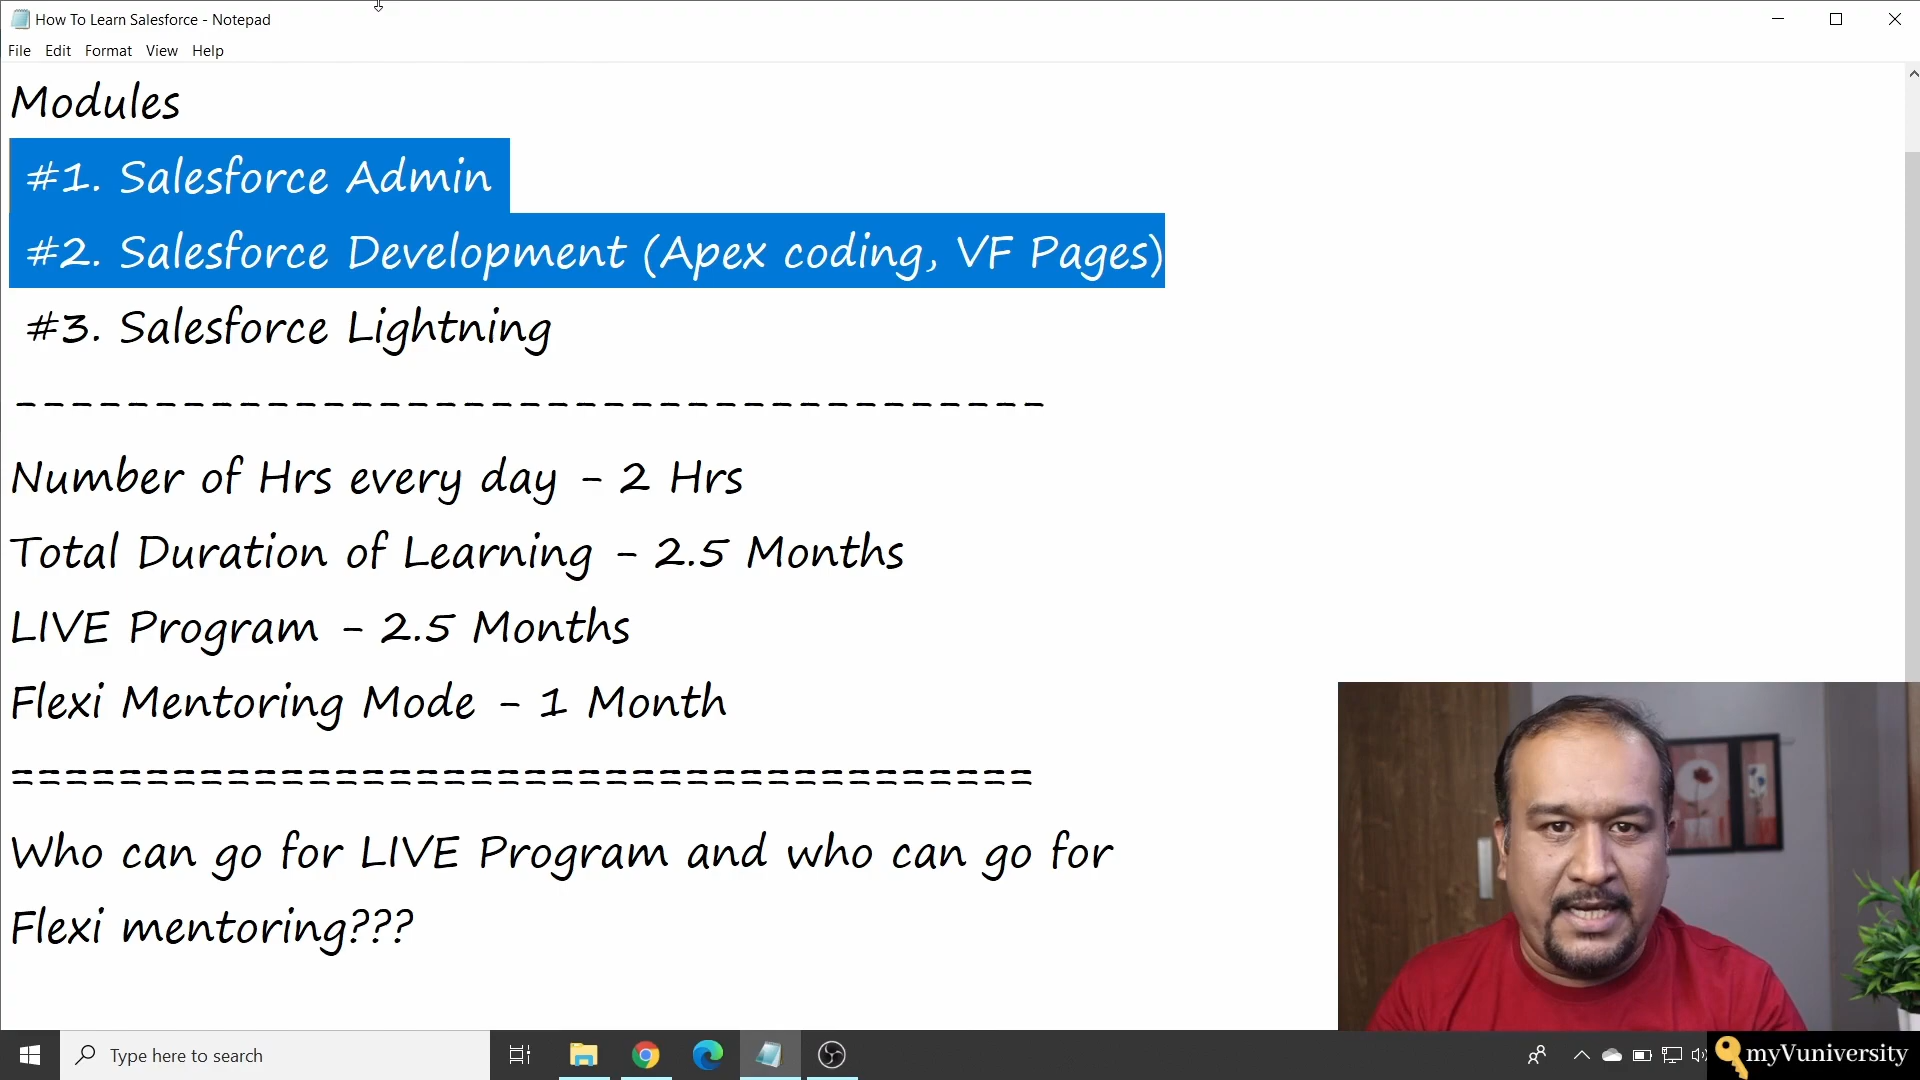 How To Learn Salesforce - Notepad
File Edit Format View Help
Modules
#1. Salesforce Admin
#2. Salesforce Development (Apex coding, VF Pages)
#3. Salesforce Lightning
-------------------------------------
Number of Hrs every day - 2 Hrs
Total Duration of Learning - 2.5 Months
LIVE Program - 2.5 Months
Flexi Mentoring Mode - 1 Month
======================================
Who can go for LIVE Program and who can go for
Flexi mentoring???
Type here to search
myVuniversity